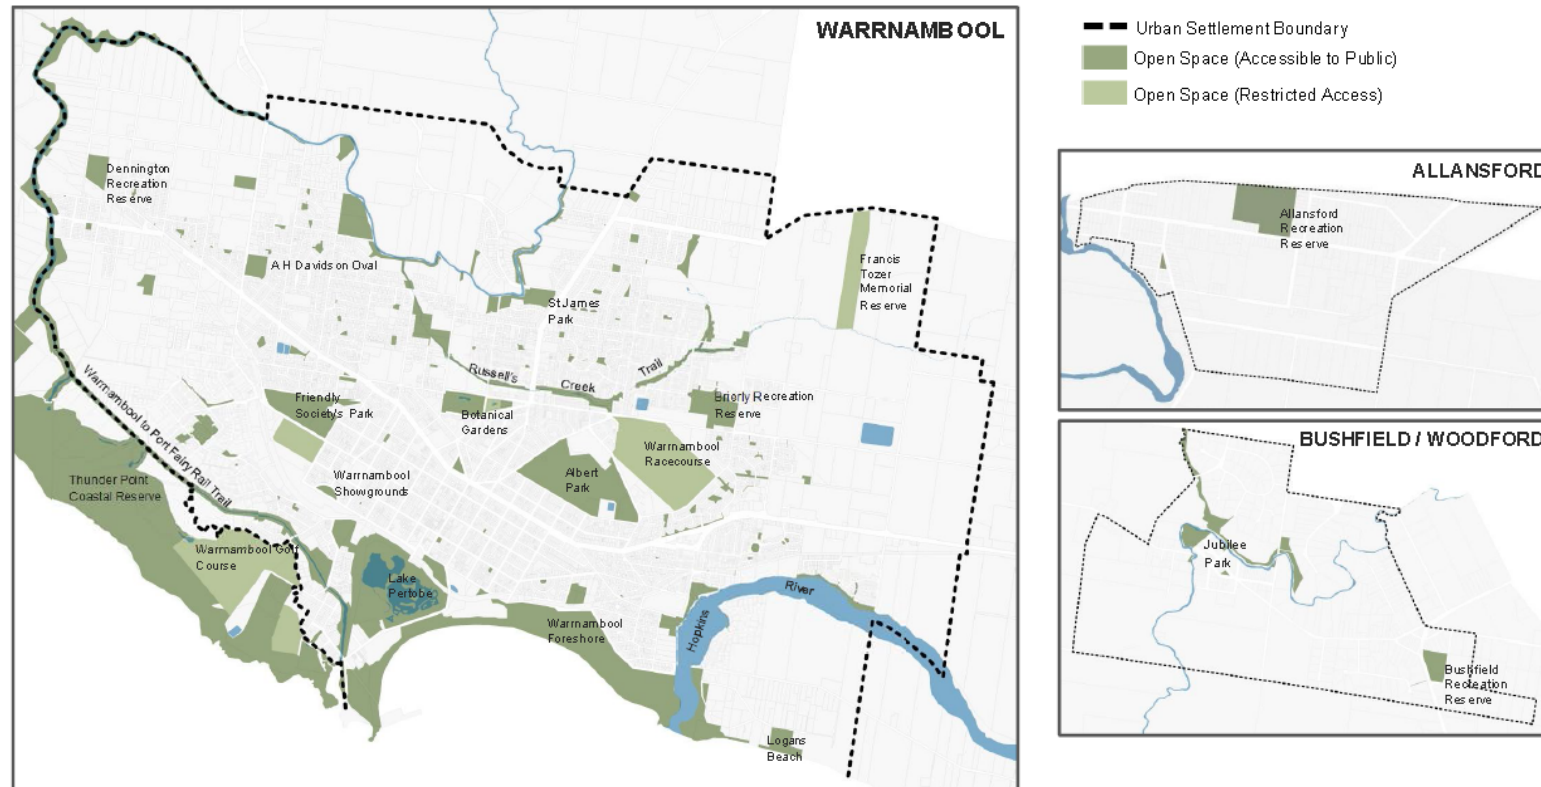 WARRNAMBOOL
Urban Settlement Boundary
Open Space (Accessible to Public)
Open Space (Restricted Access)
Dennington
Recreation
Reserve
A H Davidson Oval
St James
Park
Francis
Tozer
Memorial
Reserve
Russell's Creek Trail
Warrnambool to Port Fairy Rail Trail
Friendly
Society's Park
Botanical
Gardens
Brierly Recreation
Reserve
Warrnambool
Racecourse
Albert
Park
Warrnambool
Showgrounds
Thunder Point
Coastal Reserve
Warrnambool Golf
Course
Lake
Pertobe
Warrnambool
Foreshore
Hopkins River
Logans
Beach
ALLANSFORD
Allansford
Recreation
Reserve
BUSHFIELD / WOODFORD
Jubilee
Park
Bushfield
Recreation
Reserve